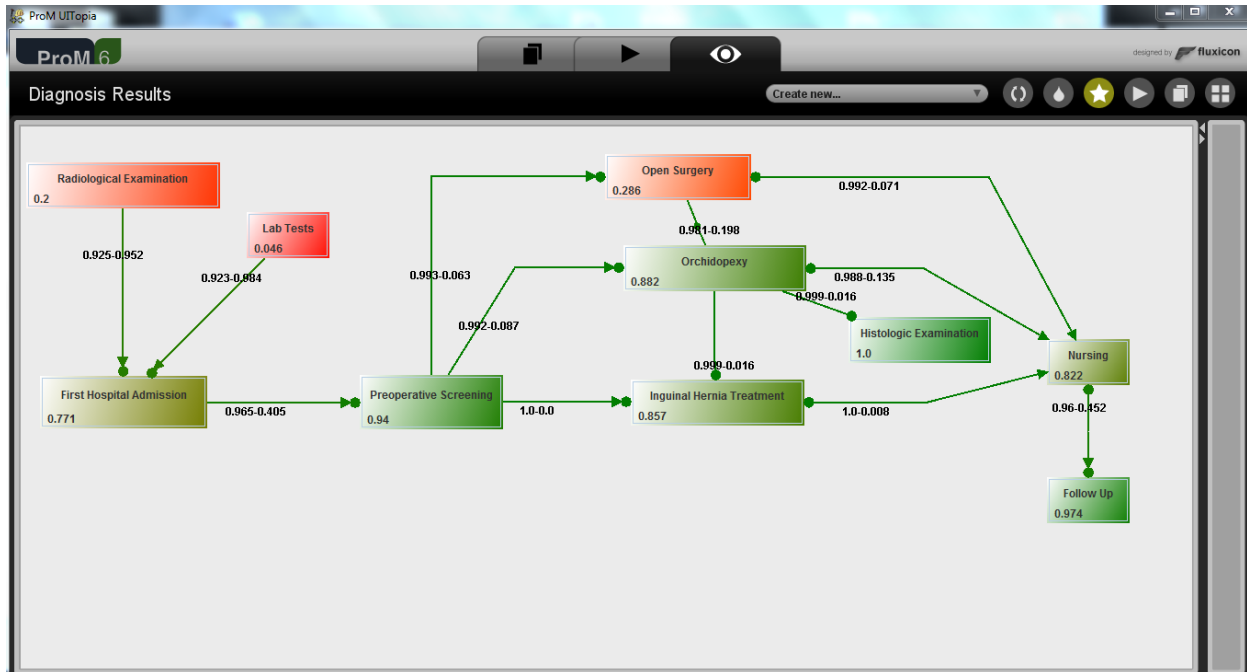 ProM UITopia
ProM 6
designed by fluxicon
Diagnosis Results
Create new...
Radiological Examination
0.2
Lab Tests
0.046
0.925-0.952
0.923-0.984
First Hospital Admission
0.771
0.965-0.405
Preoperative Screening
0.94
0.993-0.063
0.992-0.087
1.0-0.0
Open Surgery
0.286
0.981-0.198
Orchidopexy
0.882
0.999-0.016
Inguinal Hernia Treatment
0.857
0.992-0.071
0.988-0.135
0.999-0.016
Histologic Examination
1.0
1.0-0.008
Nursing
0.822
0.96-0.452
Follow Up
0.974